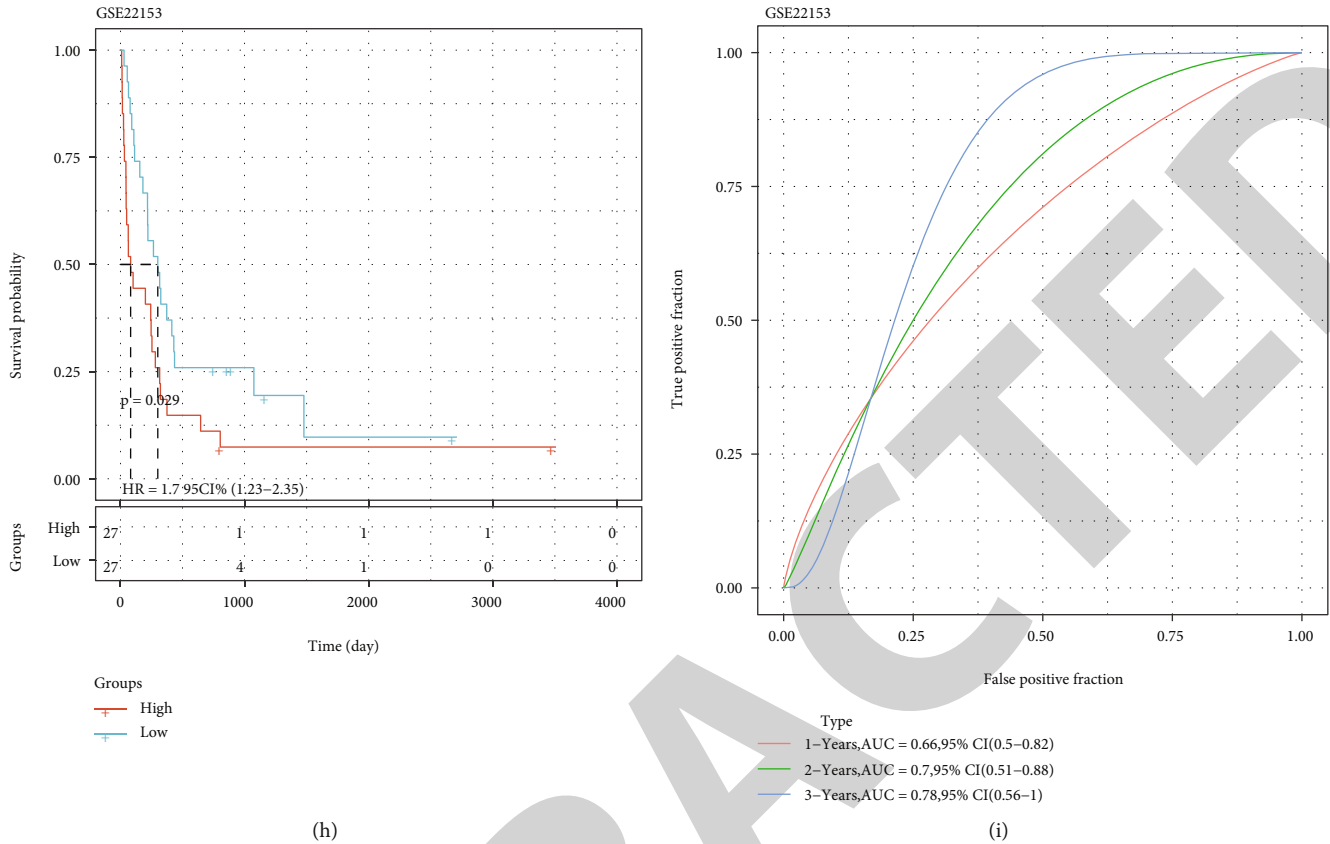 GSE22153
1.00
0.75
0.50
0.25
0.00
Survival probability
p = 0.029
HR = 1.7 95CI% (1.23−2.35)
Groups
High 27 1 1 1 0
Low 27 4 1 0 0
0 1000 2000 3000 4000
Time (day)
Groups
High
Low
(h)
GSE22153
1.00
0.75
0.50
0.25
0.00
True positive fraction
0.00 0.25 0.50 0.75 1.00
False positive fraction
Type
1−Years,AUC = 0.66,95% CI(0.5−0.82)
2−Years,AUC = 0.7,95% CI(0.51−0.88)
3−Years,AUC = 0.78,95% CI(0.56−1)
(i)
ACTED